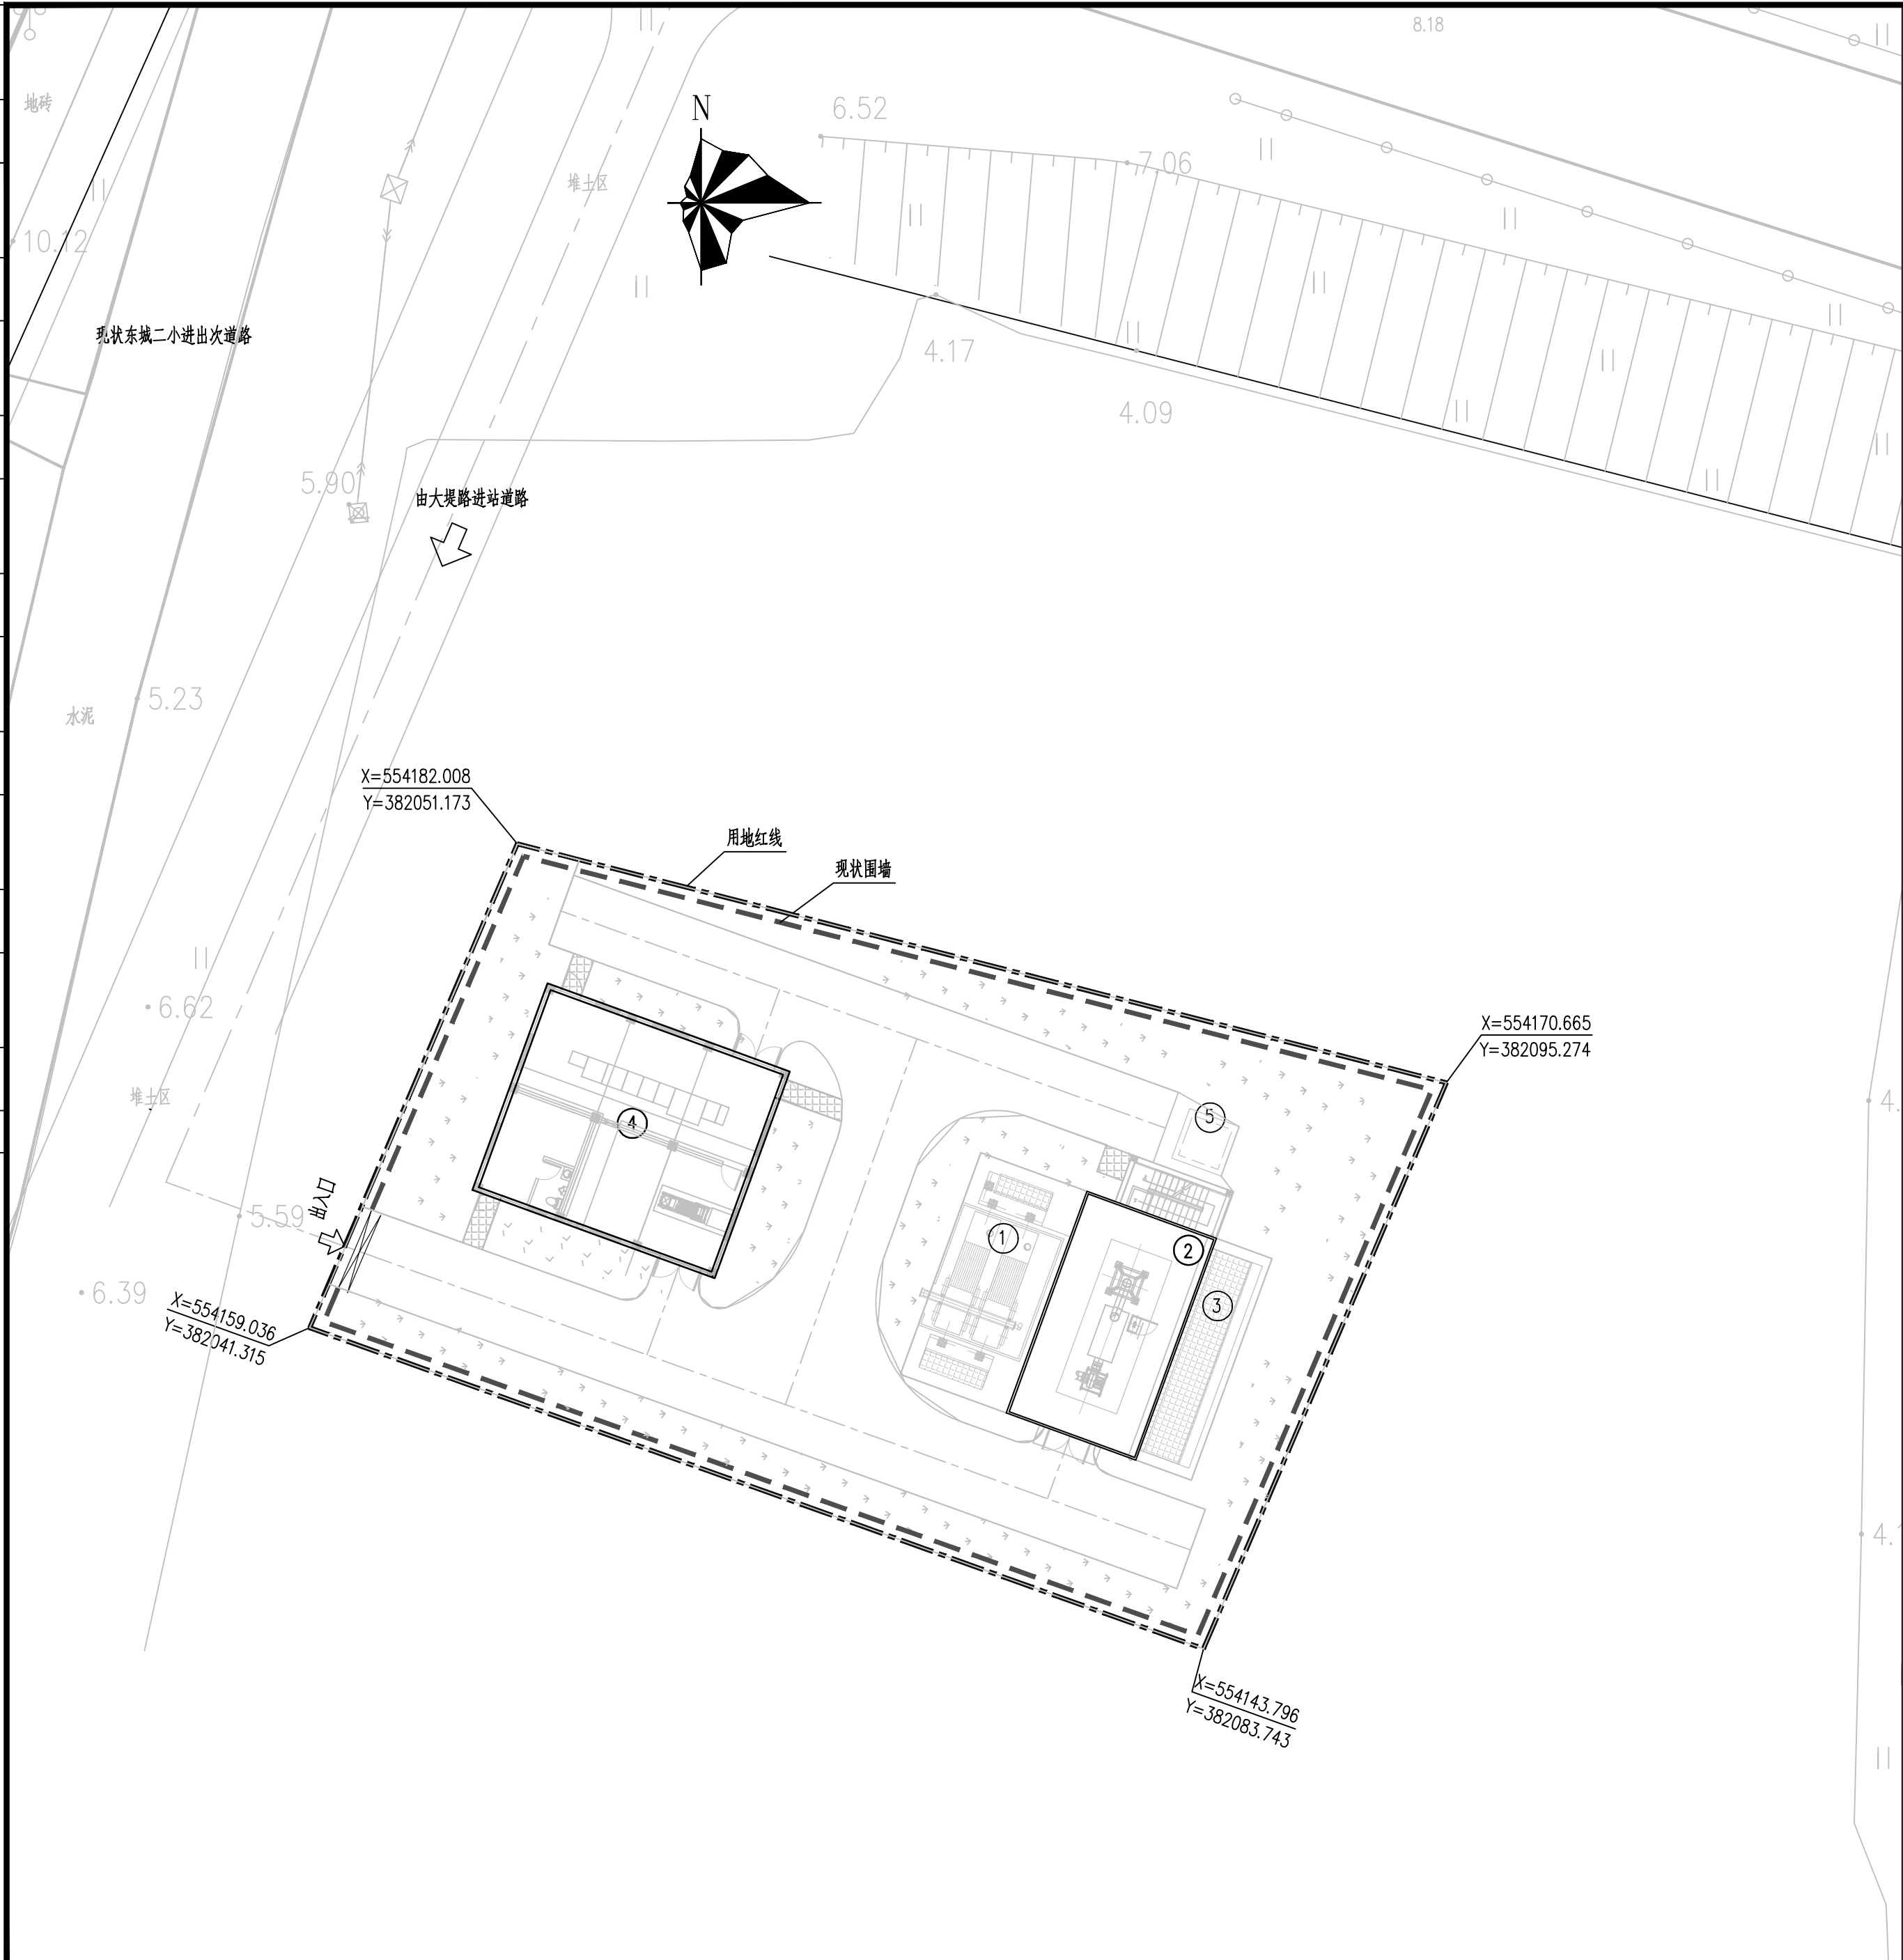 8.18
地砖
N
6.52
7.06
堆土区
10.12
现状东城二小进出次道路
4.17
4.09
5.90
由大堤路进站道路
5.23
水泥
X=554182.008
Y=382051.173
用地红线
现状围墙
6.62
X=554170.665
Y=382095.274
堆土区
4
5
出入口
5.59
1
2
3
6.39
X=554159.036
Y=382041.315
X=554143.796
Y=382083.743